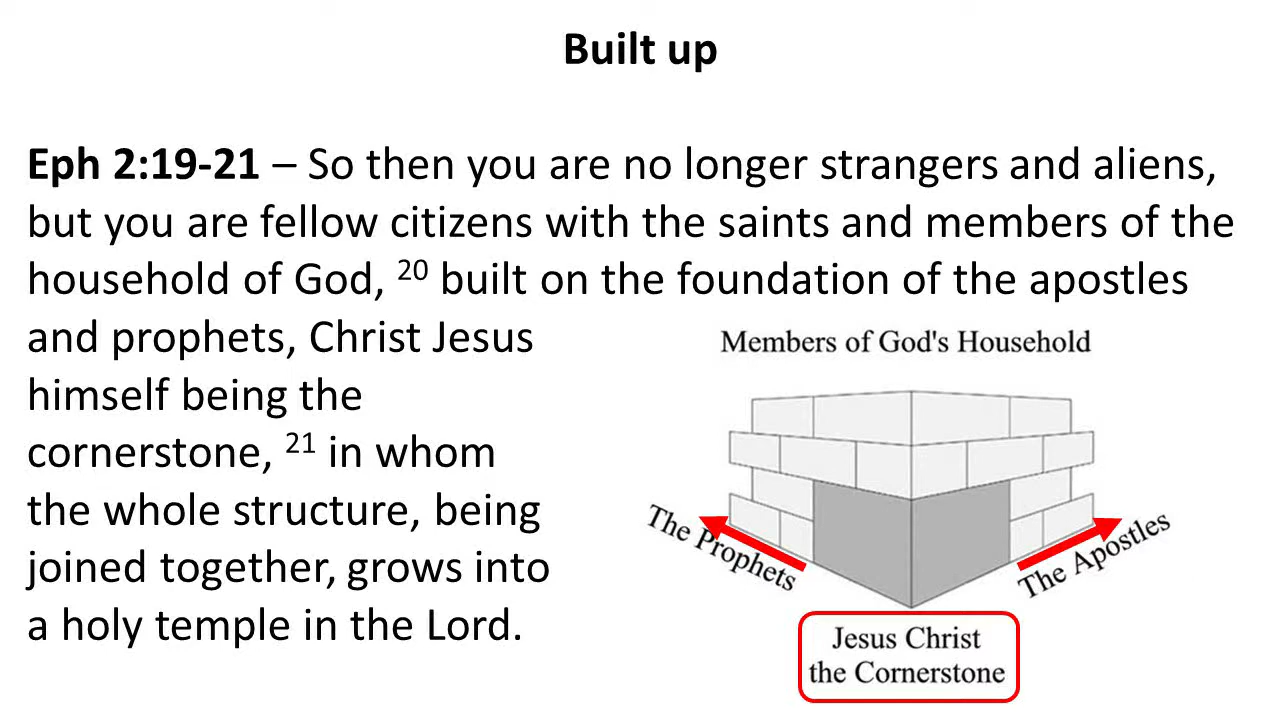 Built up
Eph 2:19-21 – So then you are no longer strangers and aliens,
but you are fellow citizens with the saints and members of the
household of God, 20 built on the foundation of the apostles
and prophets, Christ Jesus
himself being the
cornerstone, 21 in whom
the whole structure, being
joined together, grows into
a holy temple in the Lord.
Members of God's Household
The Prophets
The Apostles
Jesus Christ
the Cornerstone